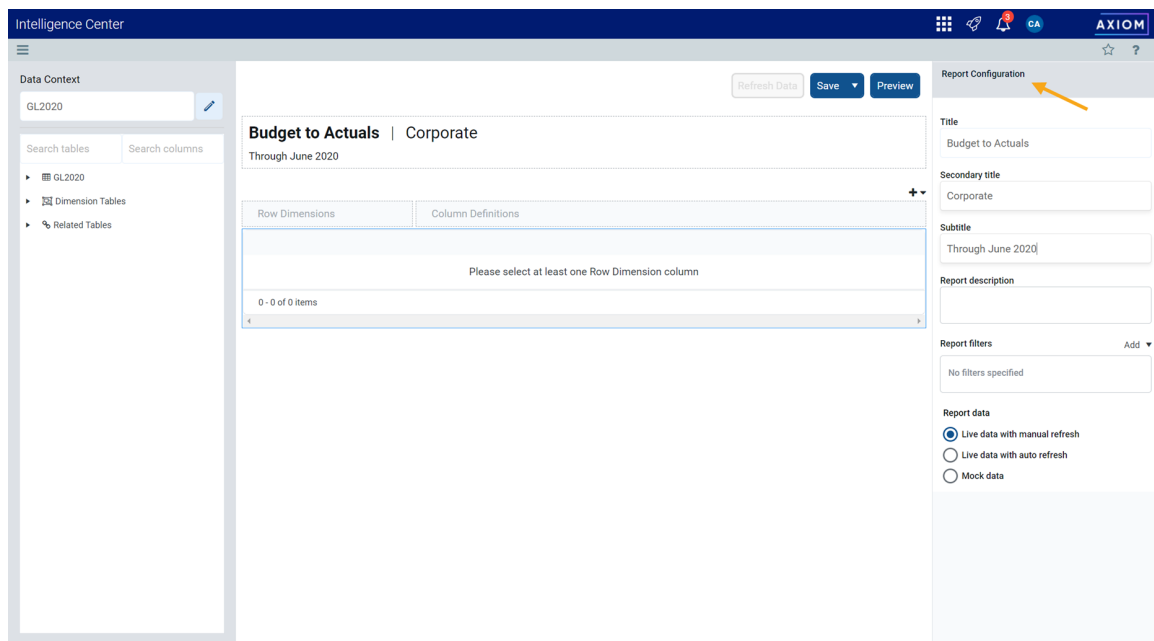 Intelligence Center
3
CA
AXIOM
?
Data Context
GL2020
Search tables
Search columns
GL2020
Dimension Tables
Related Tables
Refresh Data
Save
Preview
Budget to Actuals | Corporate
Through June 2020
Row Dimensions
Column Definitions
Please select at least one Row Dimension column
0 - 0 of 0 items
Report Configuration
Title
Budget to Actuals
Secondary title
Corporate
Subtitle
Through June 2020
Report description
Report filters
Add
No filters specified
Report data
Live data with manual refresh
Live data with auto refresh
Mock data